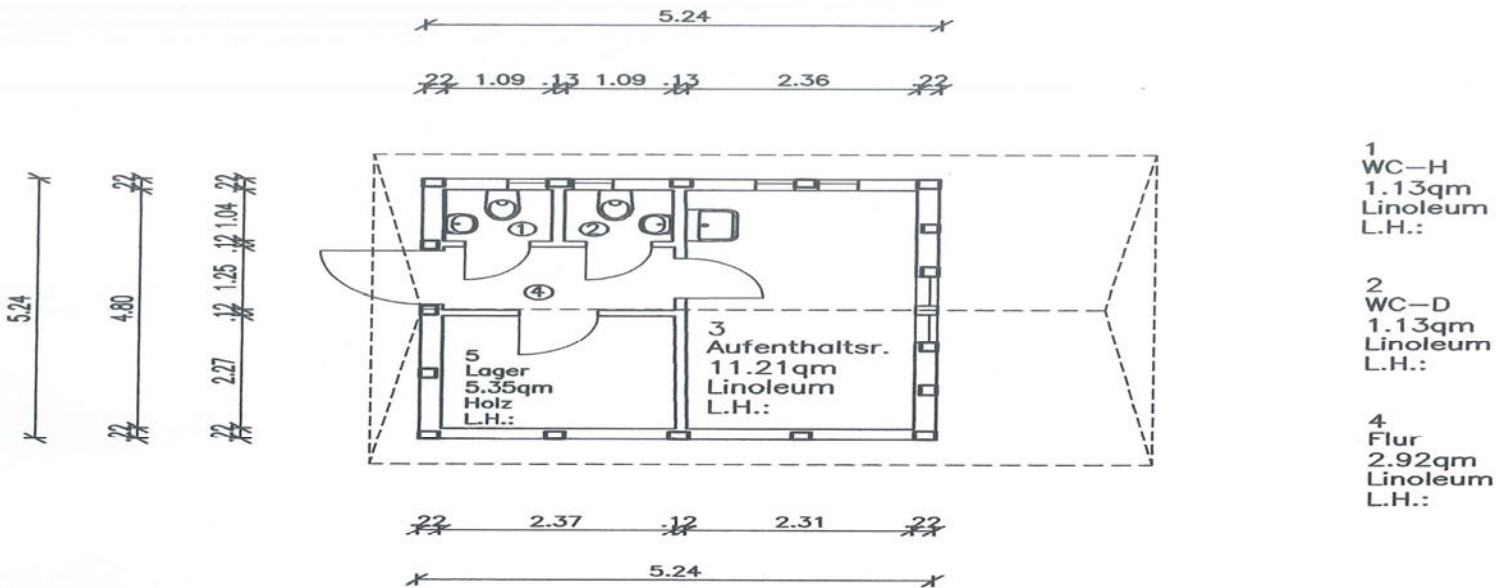 5.24
.22 1.09 .13 1.09 .13 2.36 .22
5.24
.22 4.80 .22
.22 1.04 .12 1.25 .12 2.27 .22
1
2
4
3
Aufenthaltsr.
11.21qm
Linoleum
L.H.:
5
Lager
5.35qm
Holz
L.H.:
.22 2.37 .12 2.31 .22
5.24
1
WC-H
1.13qm
Linoleum
L.H.:
2
WC-D
1.13qm
Linoleum
L.H.:
4
Flur
2.92qm
Linoleum
L.H.: